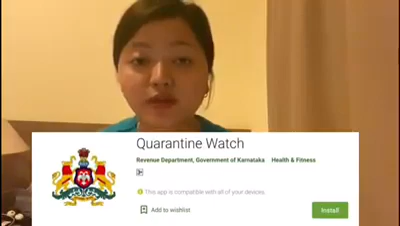 Quarantine Watch
Revenue Department, Government of Karnataka Health & Fitness
This app is compatible with all of your devices.
Add to wishlist
Install